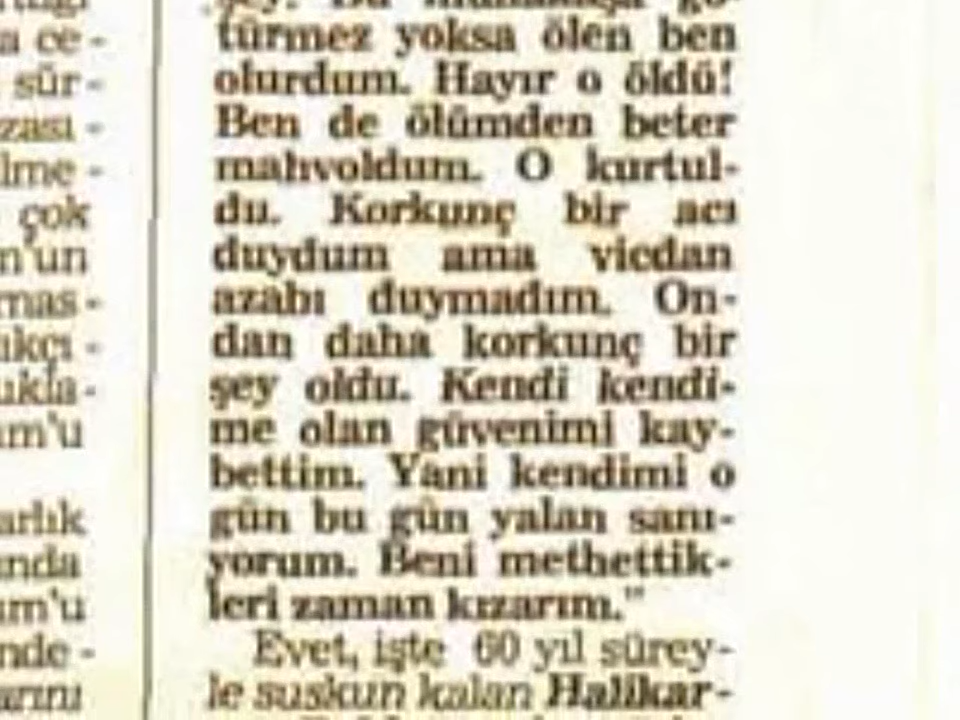 ce-
sür-
çok
türmez yoksa ölen ben
olurdum. Hayır o öldü!
Ben de ölümden beter
mahvoldum. O kurtul-
du. Korkunç bir acı
duydum ama vicdan
azabı duymadım. On-
dan daha korkunç bir
şey oldu. Kendi kendi-
me olan güvenimi kay-
bettim. Yani kendimi o
gün bu gün yalan sanı-
yorum. Beni methettik-
leri zaman kızarım."
Evet, işte 60 yıl sürey-
le suskun kalan Halikar-